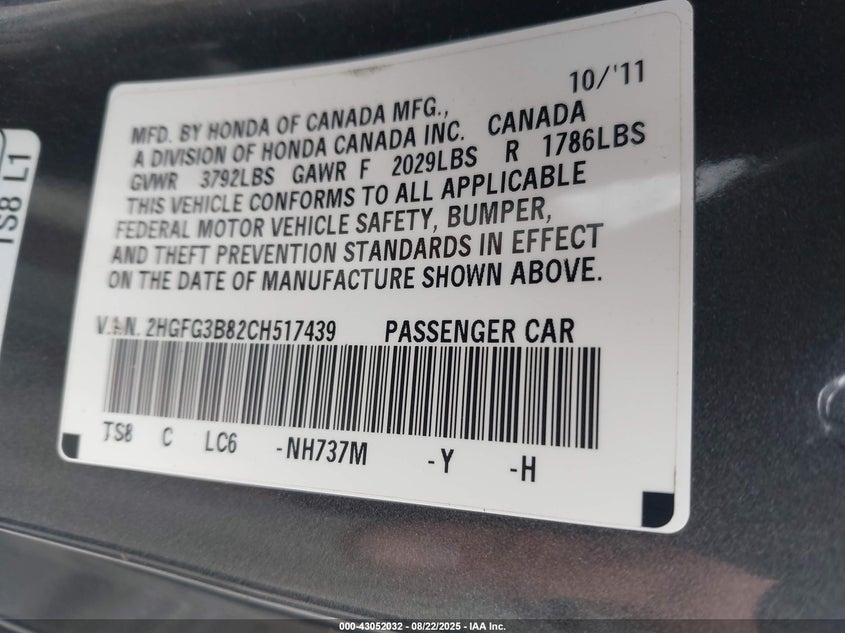 10/'11
MFD. BY HONDA OF CANADA MFG.,
A DIVISION OF HONDA CANADA INC. CANADA
GVWR 3792LBS GAWR F 2029LBS R 1786LBS
THIS VEHICLE CONFORMS TO ALL APPLICABLE
FEDERAL MOTOR VEHICLE SAFETY, BUMPER,
AND THEFT PREVENTION STANDARDS IN EFFECT
ON THE DATE OF MANUFACTURE SHOWN ABOVE.
V.I.N. 2HGFG3B82CH517439 PASSENGER CAR
TS8 C LC6 -NH737M -Y -H
TS8 L1
000-43052032 - 08/22/2025 - IAA Inc.